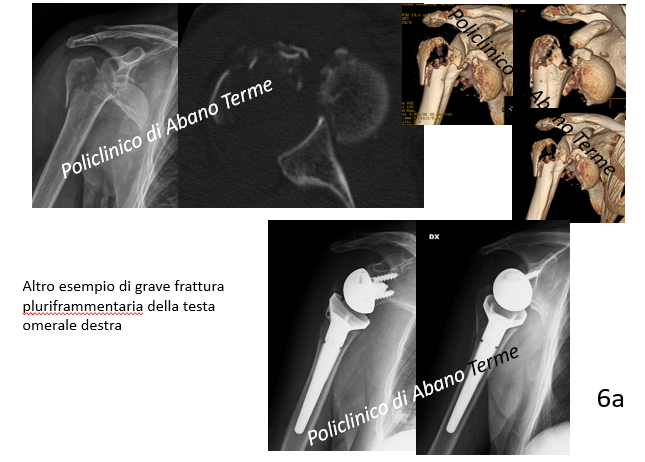 Policlinico di Abano Terme
Policlinico
Abano Terme
DX
Altro esempio di grave frattura
pluriframmentaria della testa
omerale destra
Policlinico di Abano Terme
6a